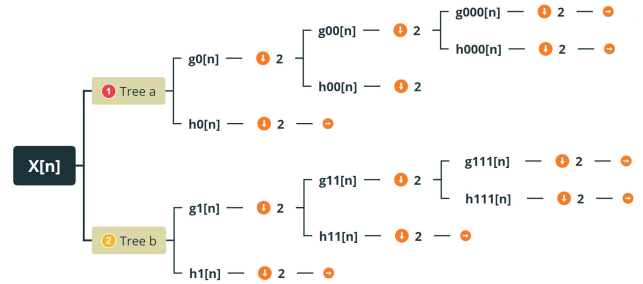 g000[n] 2
g00[n] 2
h000[n] 2
g0[n] 2
h00[n] 2
1 Tree a
h0[n] 2
X[n]
g111[n] 2
g11[n] 2
h111[n] 2
g1[n] 2
h11[n] 2
2 Tree b
h1[n] 2